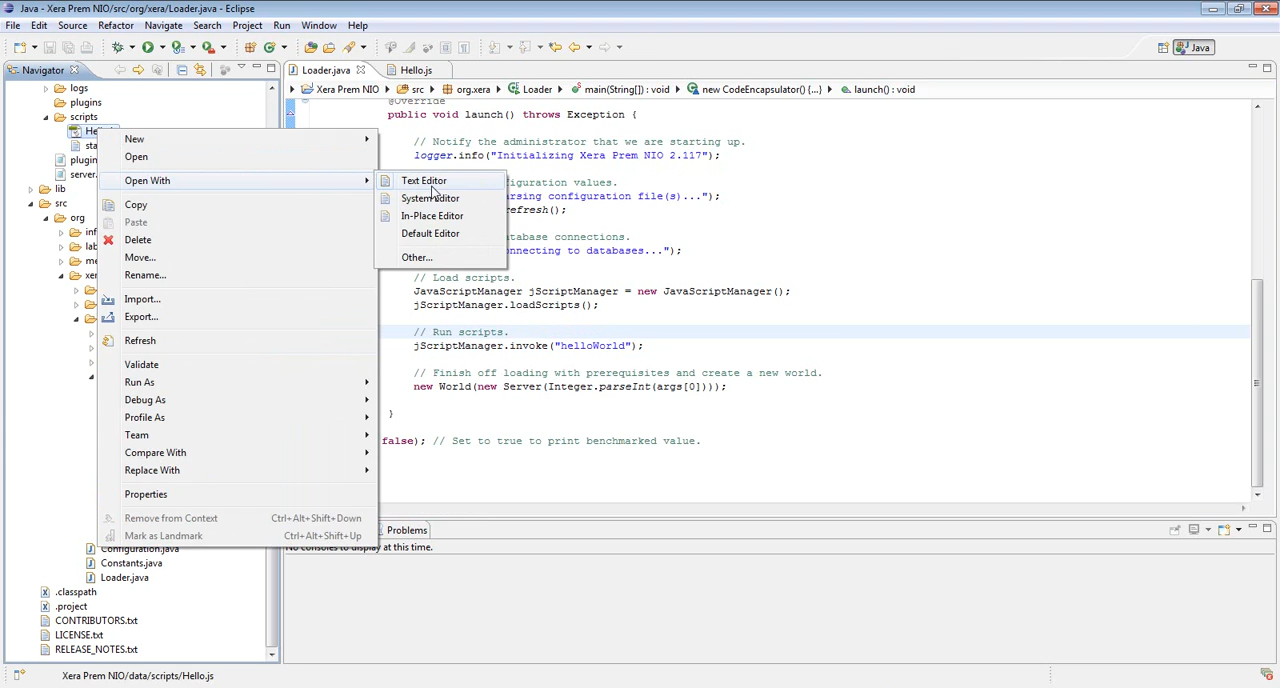 Java - Xera Prem NIO/src/org/xera/Loader.java - Eclipse
File Edit Source Refactor Navigate Search Project Run Window Help
Java
Navigator
Loader.java Hello.js
Xera Prem NIO src org.xera Loader main(String[]) : void new CodeEncapsulator() {...} launch() : void
logs
plugins
scripts
server.
lib
src
org
Configuration.java
Constants.java
Loader.java
.classpath
.project
CONTRIBUTORS.txt
LICENSE.txt
RELEASE_NOTES.txt
New
Open
Open With
Copy
Paste
Delete
Move...
Rename...
Import...
Export...
Refresh
Validate
Run As
Debug As
Profile As
Team
Compare With
Replace With
Properties
Remove from Context Ctrl+Alt+Shift+Down
Mark as Landmark Ctrl+Alt+Shift+Up
Text Editor
System Editor
In-Place Editor
Default Editor
Other...
@Override
public void launch() throws Exception {
// Notify the administrator that we are starting up.
logger.info("Initializing Xera Prem NIO 2.117");
figuration values.
arsing configuration file(s)...");
refresh();
tabase connections.
onnecting to databases...");
// Load scripts.
JavaScriptManager jScriptManager = new JavaScriptManager();
jScriptManager.loadScripts();
// Run scripts.
jScriptManager.invoke("helloWorld");
// Finish off loading with prerequisites and create a new world.
new World(new Server(Integer.parseInt(args[0])));
}
false); // Set to true to print benchmarked value.
Problems
No consoles to display at this time.
Xera Prem NIO/data/scripts/Hello.js